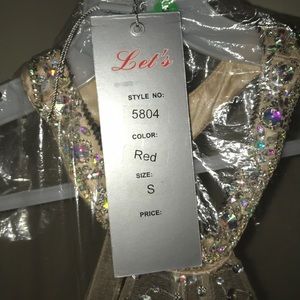 Let's
STYLE NO:
5804
COLOR:
Red
SIZE:
S
PRICE: